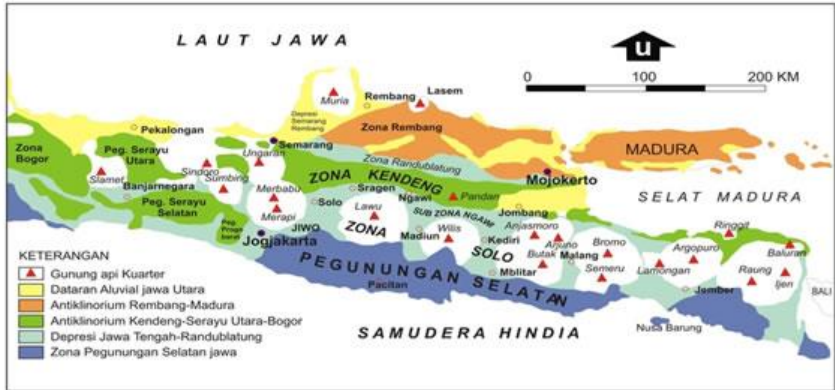 LAUT JAWA
u
0 100 200 KM
Muria
Rembang
Lasem
Depresi
Semarang
Rembang
Zona Rembang
Pekalongan
Semarang
MADURA
Zona
Bogor
Peg. Serayu
Utara
Ungaran
Zona Randublatung
ZONA KENDENG
Mojokerto
Slamet
Sindoro
Sumbing
Banjarnegara
Merbabu
Merapi
Sragen
Ngawi
Pandan
SELAT MADURA
Peg. Serayu
Selatan
Solo
Lawu
SUB ZONA NGAWI
Jombang
Ringgit
Peg. Progo
barat
JIWO
ZONA
Madiun
Wilis
Kediri
Anjasmoro
Arjuno
Bromo
Argopuro
Baluran
Jogjakarta
SOLO
Butak
Malang
Semeru
Lamongan
Raung
Ijen
BALI
Mblitar
PEGUNUNGAN SELATAN
Pacitan
Jember
Nusa Barung
SAMUDERA HINDIA
KETERANGAN
Gunung api Kuarter
Dataran Aluvial jawa Utara
Antiklinorium Rembang-Madura
Antiklinorium Kendeng-Serayu Utara-Bogor
Depresi Jawa Tengah-Randublatung
Zona Pegunungan Selatan jawa